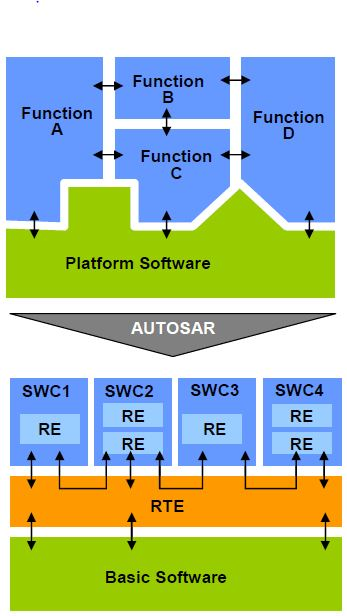 Function
B
Function
A
Function
D
Function
C
Platform Software
AUTOSAR
SWC1
SWC2
SWC3
SWC4
RE
RE
RE
RE
RE
RE
RTE
Basic Software